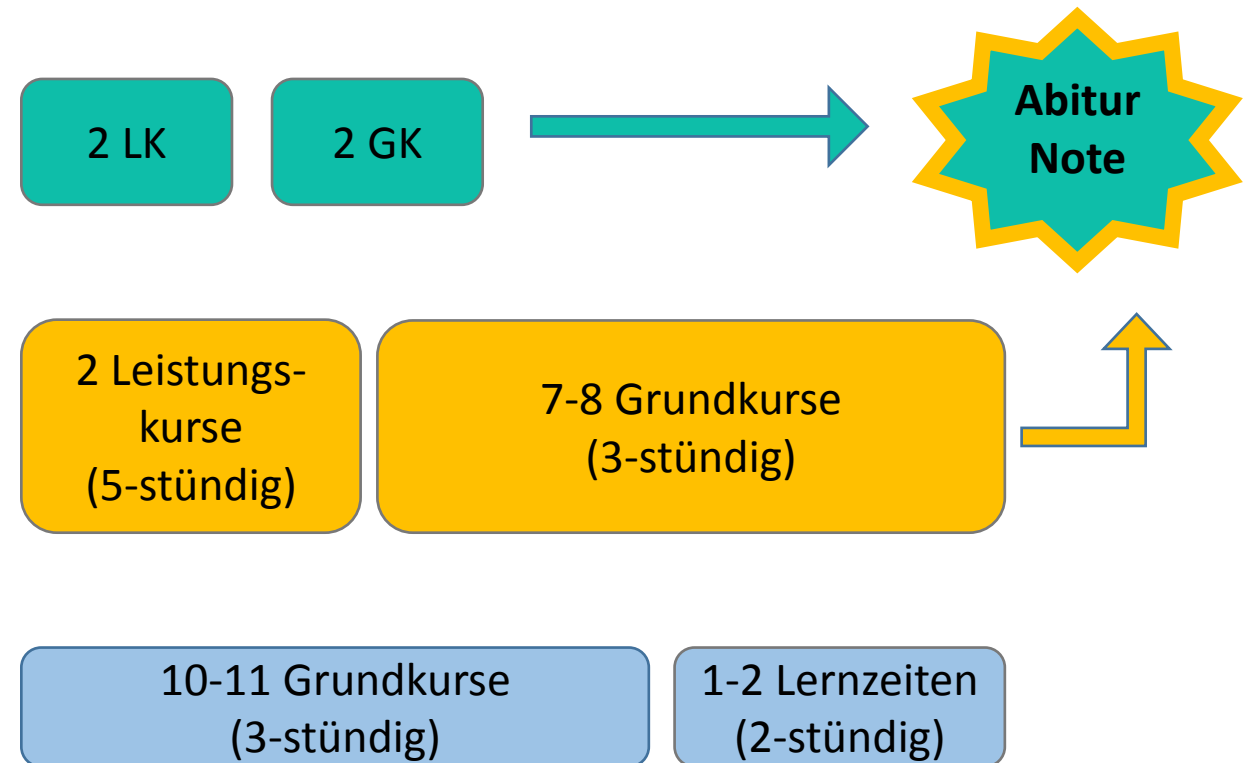 2 LK
2 GK
Abitur
Note
2 Leistungs-
kurse
(5-stündig)
7-8 Grundkurse
(3-stündig)
10-11 Grundkurse
(3-stündig)
1-2 Lernzeiten
(2-stündig)